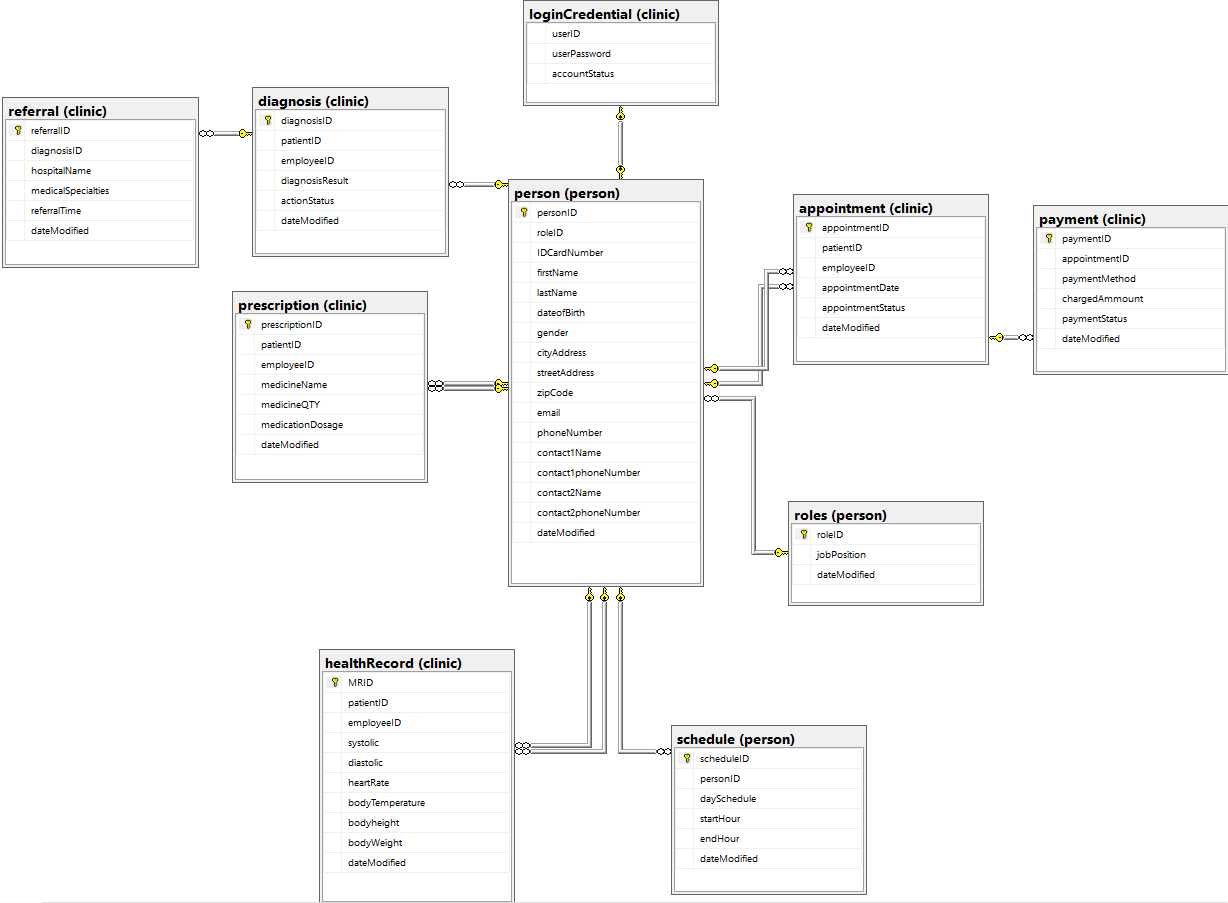 loginCredential (clinic)
userID
userPassword
accountStatus
referral (clinic)
referralID
diagnosisID
hospitalName
medicalSpecialties
referralTime
dateModified
diagnosis (clinic)
diagnosisID
patientID
employeeID
diagnosisResult
actionStatus
dateModified
person (person)
personID
roleID
IDCardNumber
firstName
lastName
dateofBirth
gender
cityAddress
streetAddress
zipCode
email
phoneNumber
contact1Name
contact1phoneNumber
contact2Name
contact2phoneNumber
dateModified
appointment (clinic)
appointmentID
patientID
employeeID
appointmentDate
appointmentStatus
dateModified
payment (clinic)
paymentID
appointmentID
paymentMethod
chargedAmmount
paymentStatus
dateModified
prescription (clinic)
prescriptionID
patientID
employeeID
medicineName
medicineQTY
medicationDosage
dateModified
roles (person)
roleID
jobPosition
dateModified
healthRecord (clinic)
MRID
patientID
employeeID
systolic
diastolic
heartRate
bodyTemperature
bodyheight
bodyWeight
dateModified
schedule (person)
scheduleID
personID
daySchedule
startHour
endHour
dateModified